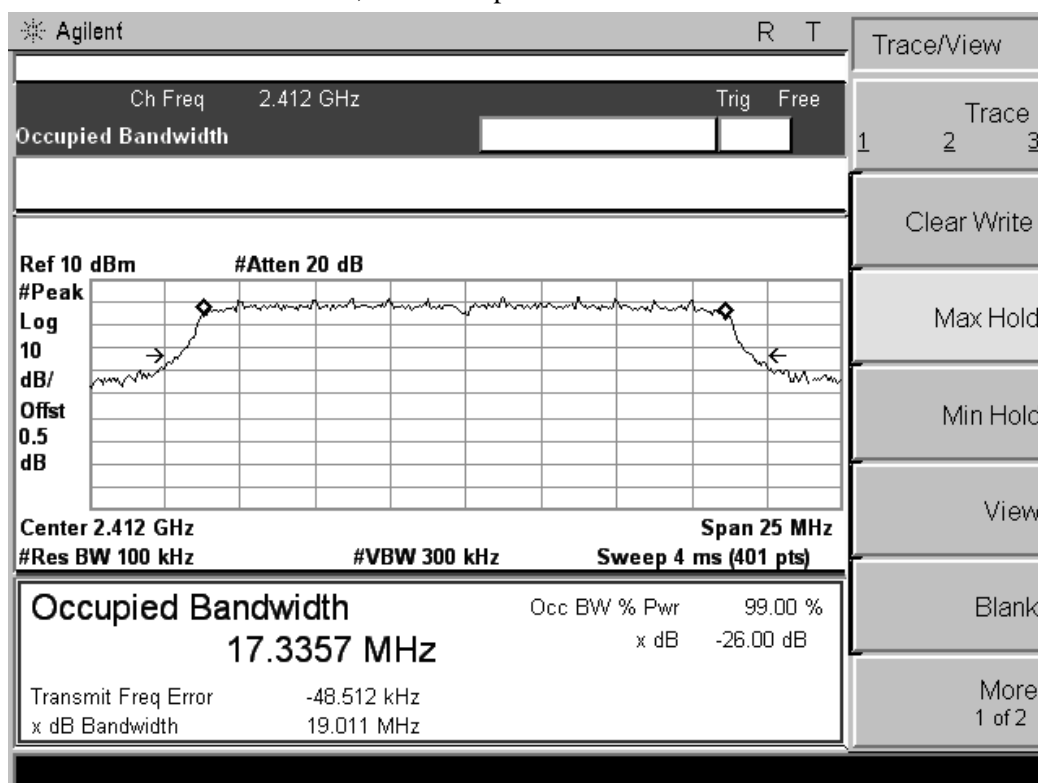 Agilent R T
Trace/View
Ch Freq 2.412 GHz Trig Free
Occupied Bandwidth
Trace
1 2 3
Clear Write
Max Hold
Min Hold
View
Blank
More
1 of 2
Ref 10 dBm #Atten 20 dB
#Peak
Log
10
dB/
Offst
0.5
dB
Center 2.412 GHz Span 25 MHz
#Res BW 100 kHz #VBW 300 kHz Sweep 4 ms (401 pts)
Occupied Bandwidth
17.3357 MHz
Occ BW % Pwr 99.00 %
x dB -26.00 dB
Transmit Freq Error -48.512 kHz
x dB Bandwidth 19.011 MHz